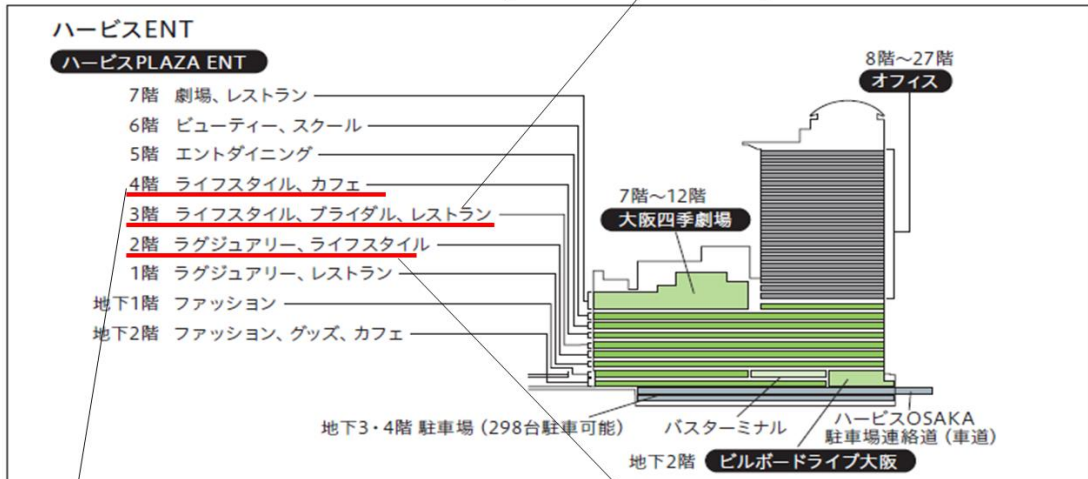 ハービスENT
ハービスPLAZA ENT
7階 劇場、レストラン
6階 ビューティー、スクール
5階 エントダイニング
4階 ライフスタイル、カフェ
3階 ライフスタイル、ブライダル、レストラン
2階 ラグジュアリー、ライフスタイル
1階 ラグジュアリー、レストラン
地下1階 ファッション
地下2階 ファッション、グッズ、カフェ
8階～27階
オフィス
7階～12階
大阪四季劇場
地下3・4階 駐車場（298台駐車可能）
バスターミナル
ハービスOSAKA
駐車場連絡道（車道）
地下2階 ビルボードライブ大阪